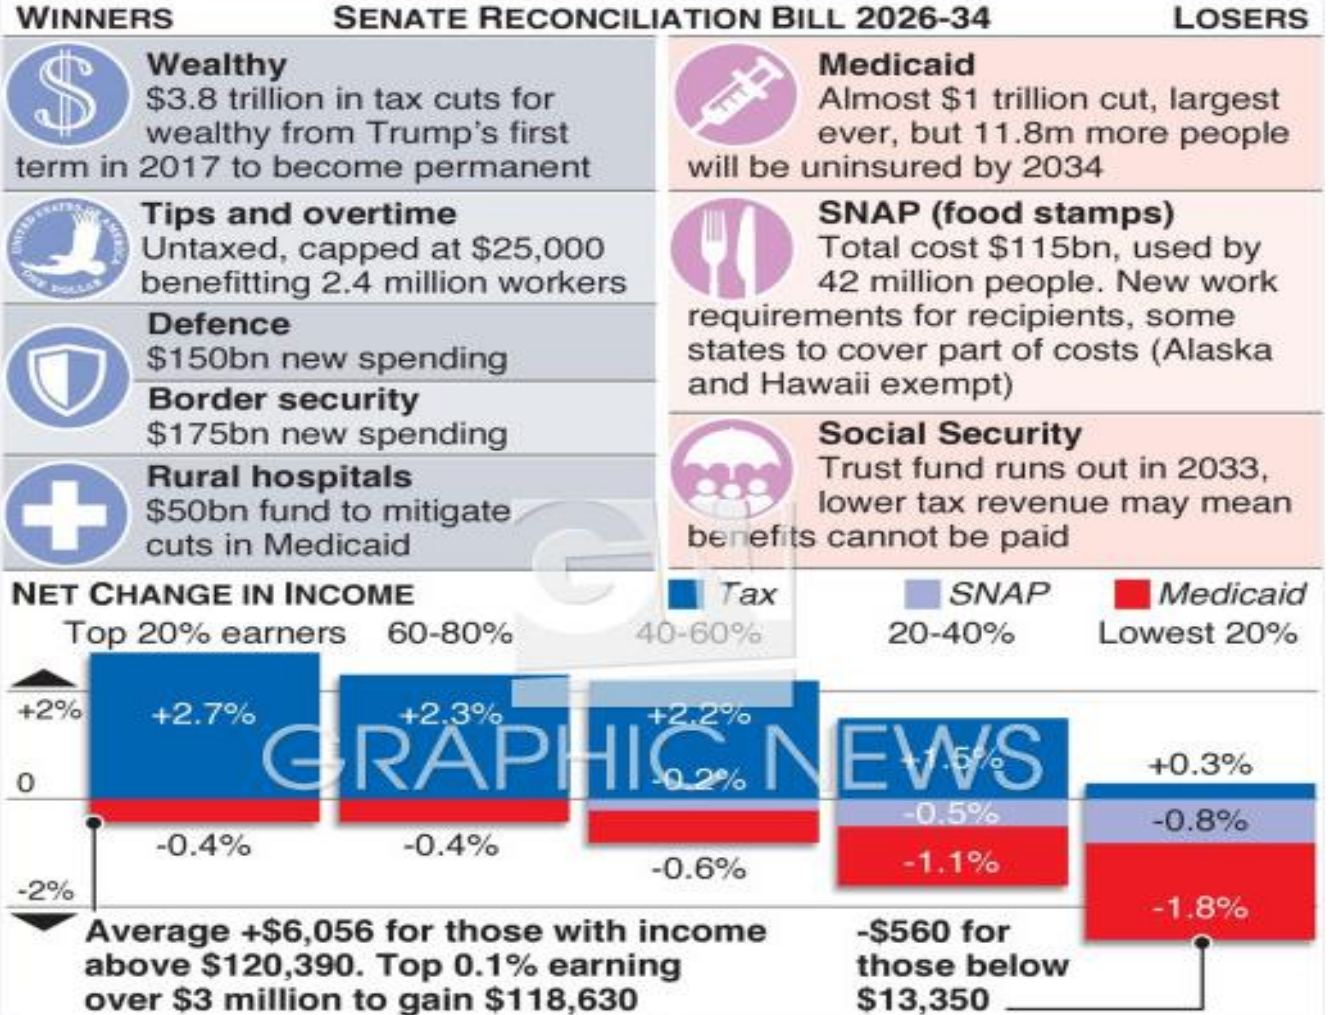 WINNERS SENATE RECONCILIATION BILL 2026-34 LOSERS
Wealthy
$3.8 trillion in tax cuts for
wealthy from Trump's first
term in 2017 to become permanent
Tips and overtime
Untaxed, capped at $25,000
benefitting 2.4 million workers
UNITED STATES OF AMERICA
ONE DOLLAR
Defence
$150bn new spending
Border security
$175bn new spending
Rural hospitals
$50bn fund to mitigate
cuts in Medicaid
Medicaid
Almost $1 trillion cut, largest
ever, but 11.8m more people
will be uninsured by 2034
SNAP (food stamps)
Total cost $115bn, used by
42 million people. New work
requirements for recipients, some
states to cover part of costs (Alaska
and Hawaii exempt)
Social Security
Trust fund runs out in 2033,
lower tax revenue may mean
benefits cannot be paid
GN
NET CHANGE IN INCOME Tax SNAP Medicaid
Top 20% earners 60-80% 40-60% 20-40% Lowest 20%
+2% +2.7% +2.3% +2.2% +1.5% +0.3%
GRAPHIC NEWS
0 -0.2% -0.5% -0.8%
-0.4% -0.4% -0.6% -1.1%
-2% -1.8%
Average +$6,056 for those with income
above $120,390. Top 0.1% earning
over $3 million to gain $118,630
-$560 for
those below
$13,350